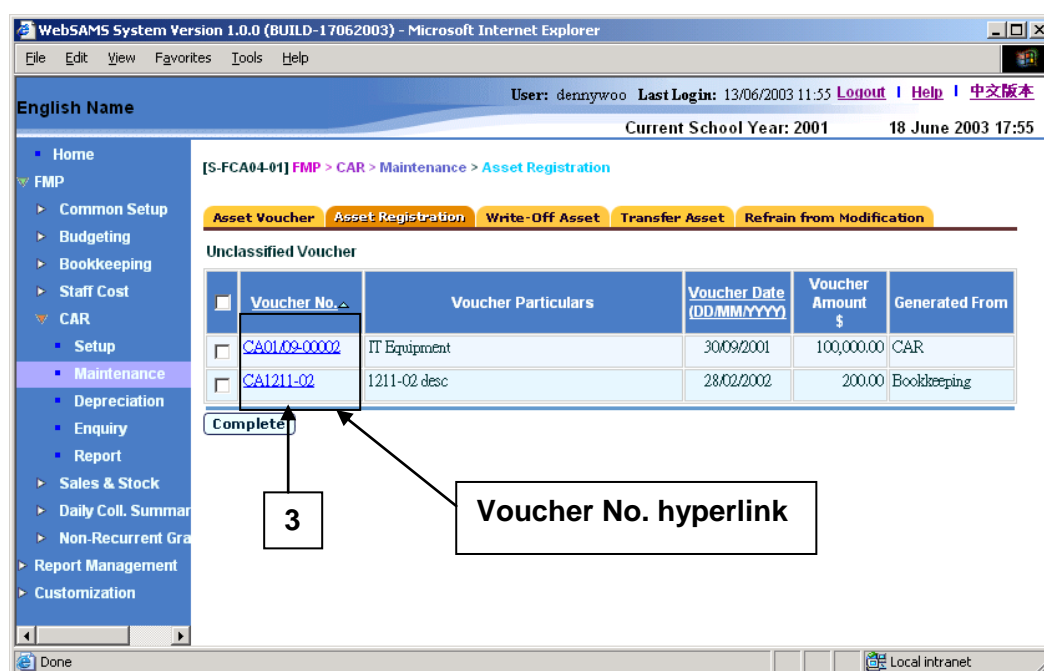 WebSAMS System Version 1.0.0 (BUILD-17062003) - Microsoft Internet Explorer
File Edit View Favorites Tools Help
User: dennywoo Last Login: 13/06/2003 11:55 Logout | Help | 中文版本
English Name
Current School Year: 2001 18 June 2003 17:55
Home
FMP
Common Setup
Budgeting
Bookkeeping
Staff Cost
CAR
Setup
Maintenance
Depreciation
Enquiry
Report
Sales & Stock
Daily Coll. Summar
Non-Recurrent Gra
Report Management
Customization
[S-FCA04-01] FMP > CAR > Maintenance > Asset Registration
Asset Voucher Asset Registration Write-Off Asset Transfer Asset Refrain from Modification
Unclassified Voucher
Voucher No. Voucher Particulars Voucher Date (DD/MM/YYYY) Voucher Amount $ Generated From
CA01/09-00002 IT Equipment 30/09/2001 100,000.00 CAR
CA1211-02 1211-02 desc 28/02/2002 200.00 Bookkeeping
Complete
3
Voucher No. hyperlink
Done Local intranet